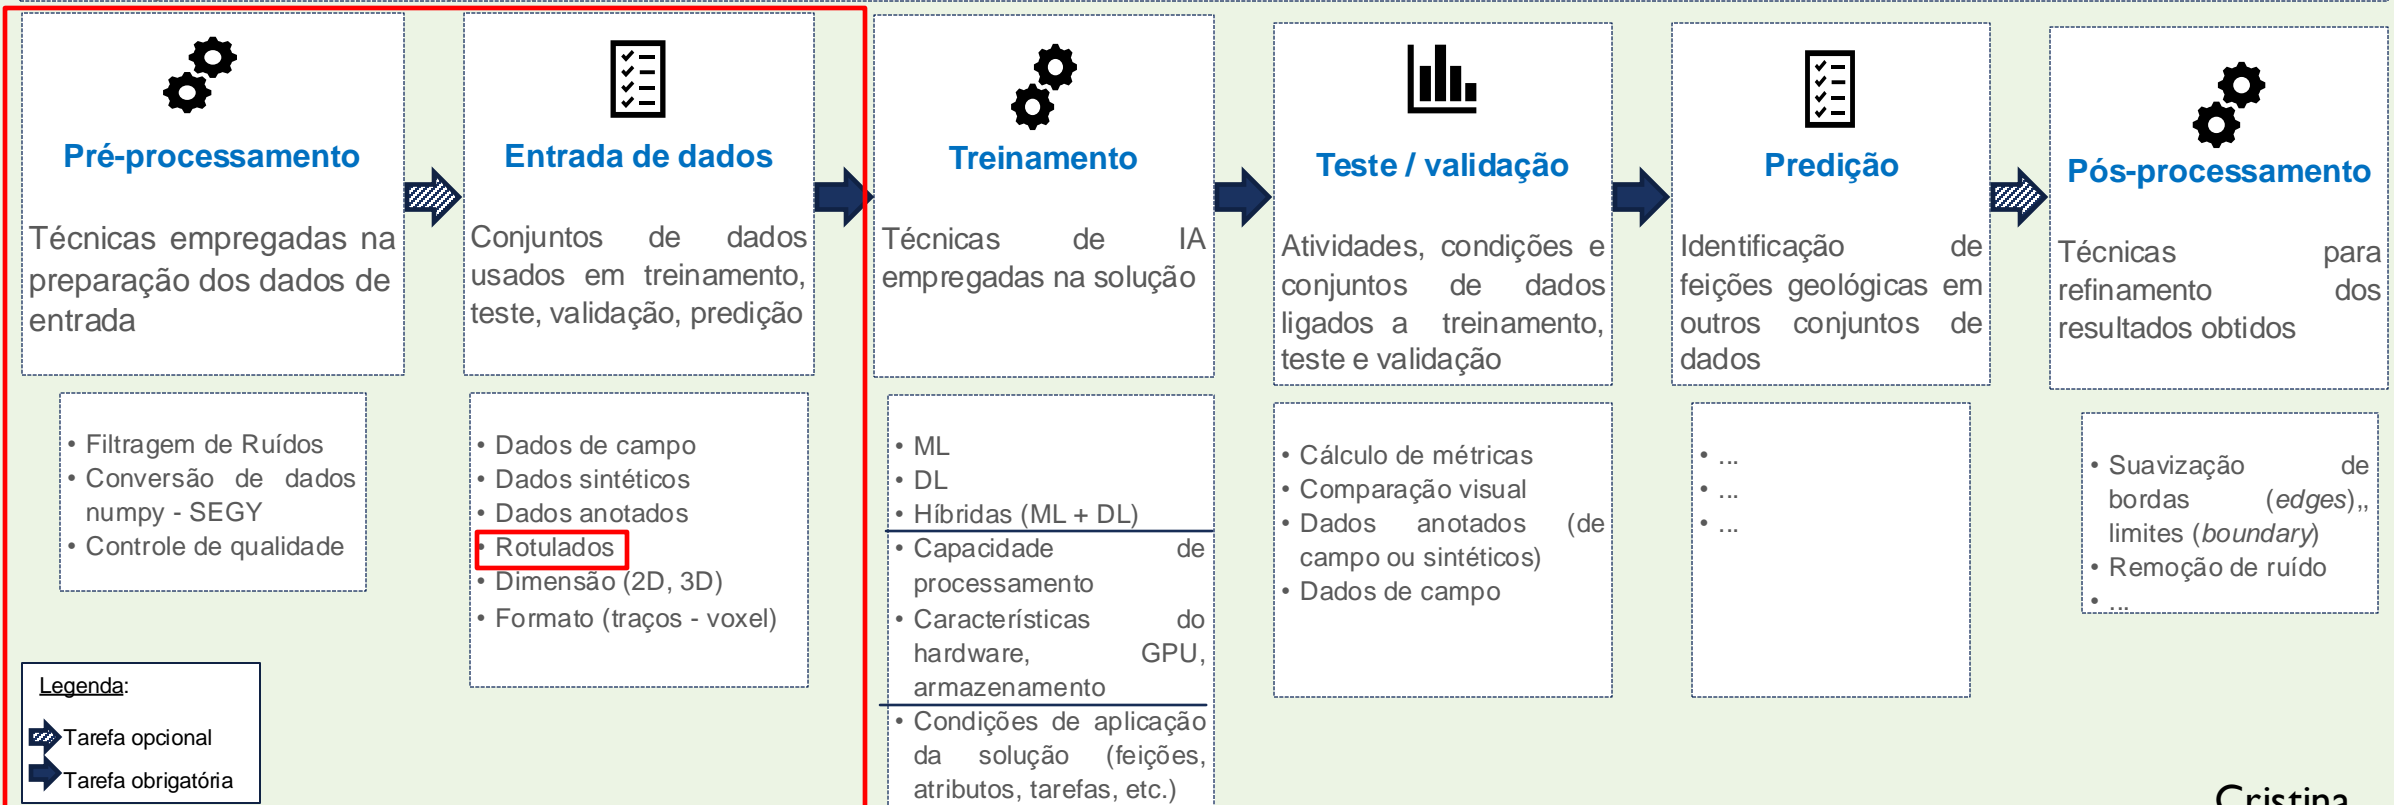 Pré-processamento
Técnicas empregadas na
preparação dos dados de
entrada
• Filtragem de Ruídos
• Conversão de dados
numpy - SEGY
• Controle de qualidade
Entrada de dados
Conjuntos de dados
usados em treinamento,
teste, validação, predição
• Dados de campo
• Dados sintéticos
• Dados anotados
• Rotulados
• Dimensão (2D, 3D)
• Formato (traços - voxel)
Treinamento
Técnicas de IA
empregadas na solução
• ML
• DL
• Híbridas (ML + DL)
• Capacidade de
processamento
• Características do
hardware, GPU,
armazenamento
• Condições de aplicação
da solução (feições,
atributos, tarefas, etc.)
Teste / validação
Atividades, condições e
conjuntos de dados
ligados a treinamento,
teste e validação
• Cálculo de métricas
• Comparação visual
• Dados anotados (de
campo ou sintéticos)
• Dados de campo
Predição
Identificação de
feições geológicas em
outros conjuntos de
dados
• ...
• ...
• ...
Pós-processamento
Técnicas para
refinamento dos
resultados obtidos
• Suavização de
bordas (edges),,
limites (boundary)
• Remoção de ruído
• ...
Legenda:
Tarefa opcional
Tarefa obrigatória
Cristina